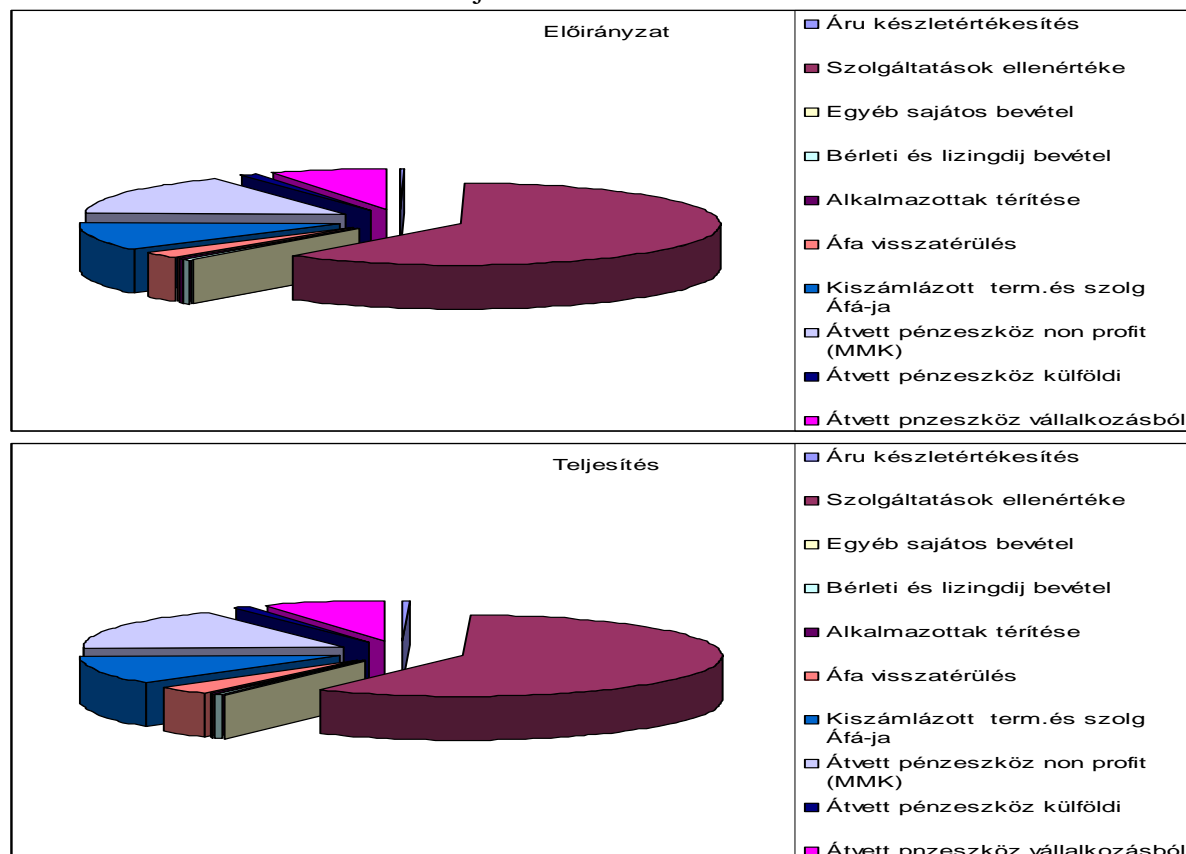 Előirányzat
Áru készletértékesítés
Szolgáltatások ellenértéke
Egyéb sajátos bevétel
Bérleti és lizingdij bevétel
Alkalmazottak térítése
Áfa visszatérülés
Kiszámlázott term.és szolg
Áfá-ja
Átvett pénzeszköz non profit
(MMK)
Átvett pénzeszköz külföldi
Átvett pnzeszköz vállalkozásból
Teljesítés
Áru készletértékesítés
Szolgáltatások ellenértéke
Egyéb sajátos bevétel
Bérleti és lizingdij bevétel
Alkalmazottak térítése
Áfa visszatérülés
Kiszámlázott term.és szolg
Áfá-ja
Átvett pénzeszköz non profit
(MMK)
Átvett pénzeszköz külföldi
Átvett pnzeszköz vállalkozásból